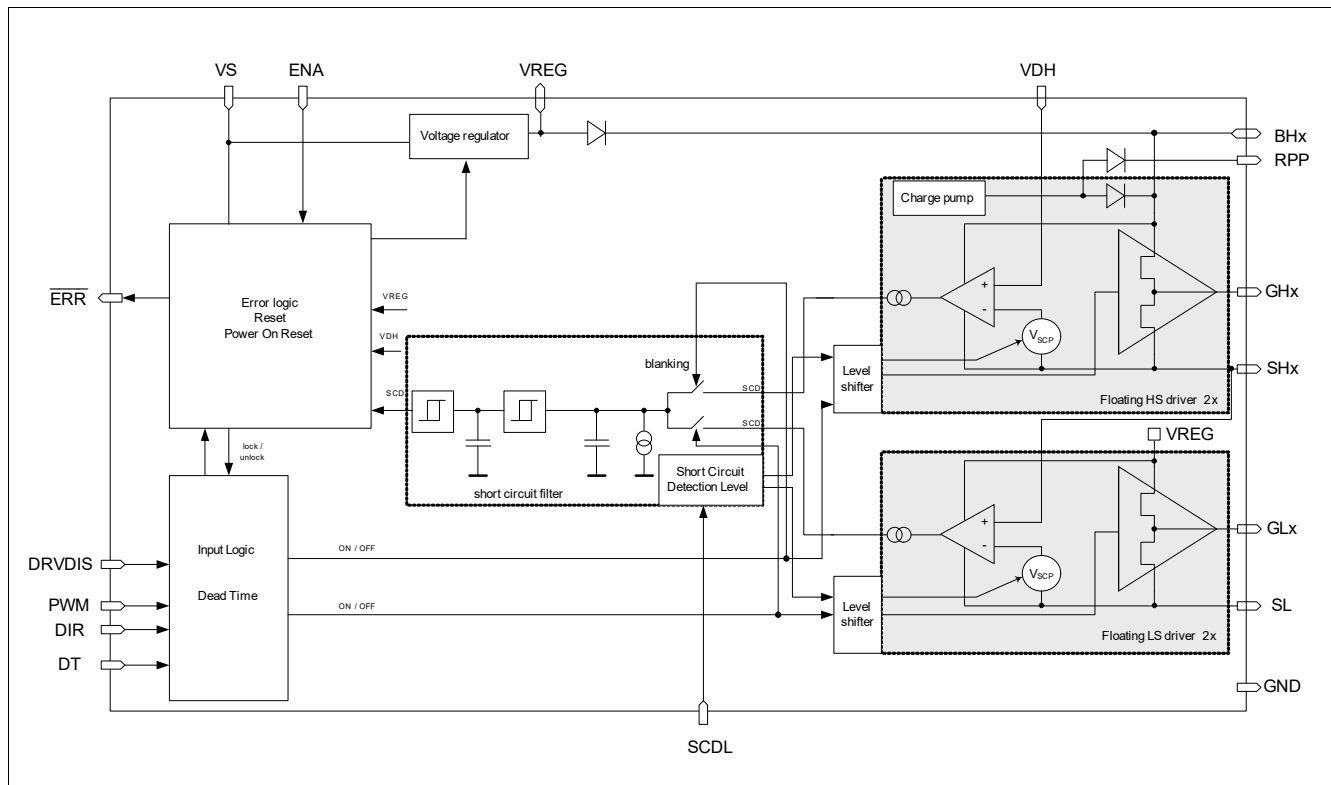 VS
ENA
VREG
VDH
Voltage regulator
BHx
RPP
Charge pump
ERR
Error logic
Reset
Power On Reset
VREG
VDH
SCD
+
-
VSCP
GHx
SHx
Level
shifter
Floating HS driver 2x
blanking
SCD
SCD
short circuit filter
Short Circuit
Detection Level
lock /
unlock
VREG
+
-
VSCP
GLx
SL
Level
shifter
Floating LS driver 2x
Input Logic
Dead Time
ON / OFF
ON / OFF
DRVDIS
PWM
DIR
DT
GND
SCDL